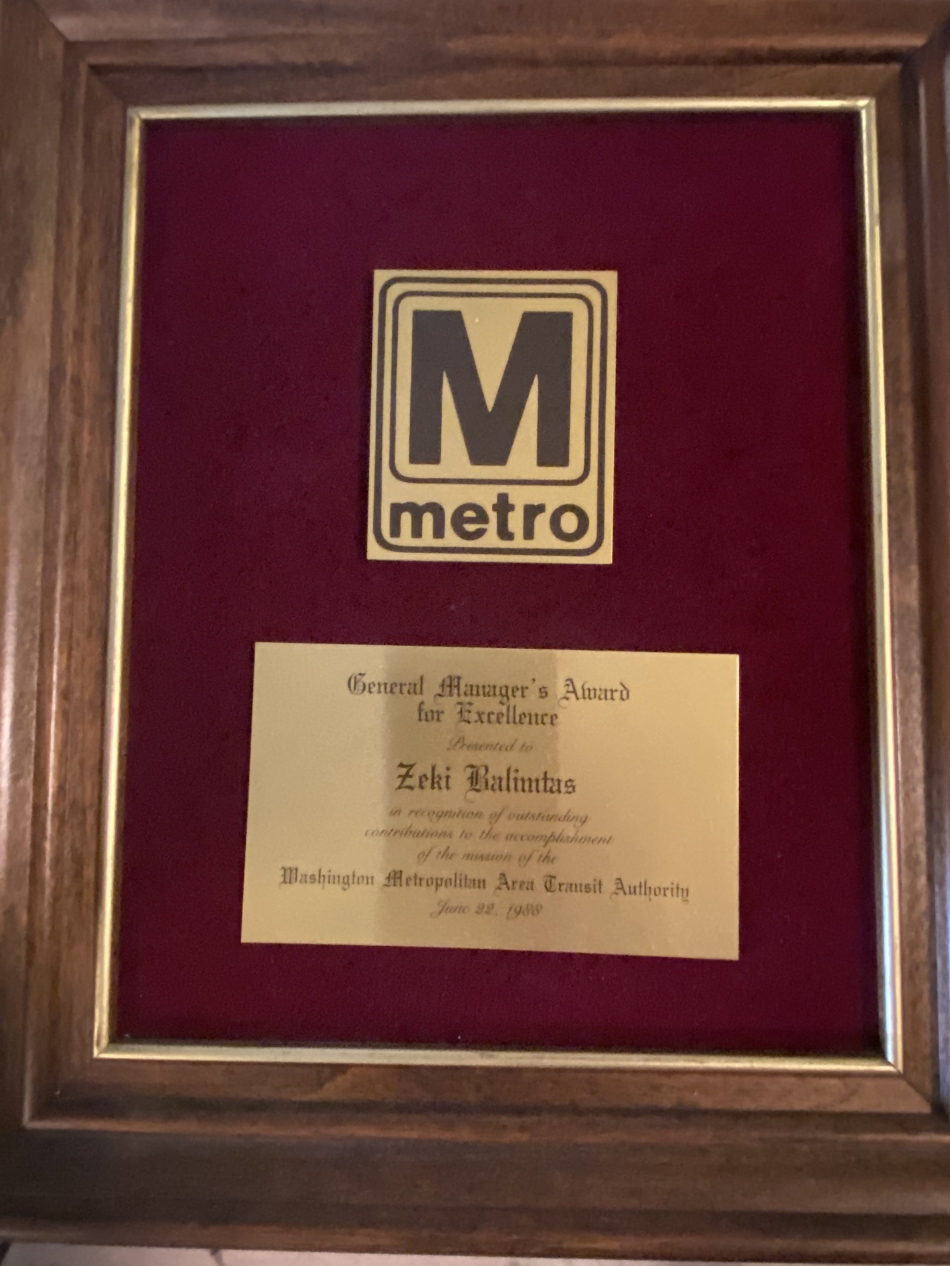 M
metro
General Manager's Award
for Excellence
Presented to
Zeki Balimtas
in recognition of outstanding
contributions to the accomplishment
of the mission of the
Washington Metropolitan Area Transit Authority
June 22, 1988